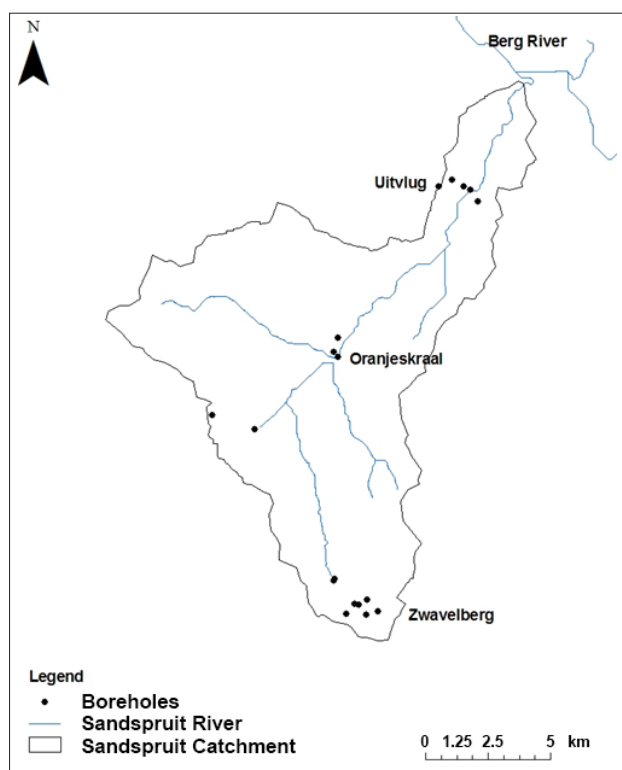 N
Berg River
Uitvlug
Oranjeskraal
Zwavelberg
Legend
Boreholes
Sandspruit River
Sandspruit Catchment
0 1.25 2.5 5 km